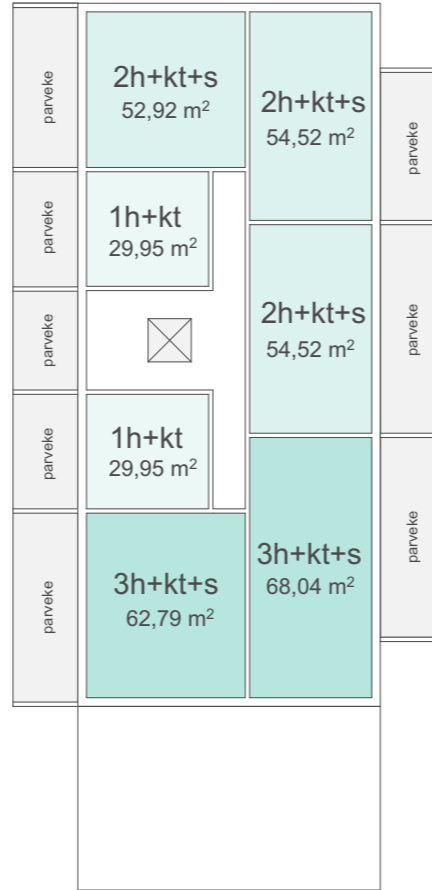 parveke
2h+kt+s
52,92 m²
2h+kt+s
54,52 m²
parveke
parveke
1h+kt
29,95 m²
parveke
2h+kt+s
54,52 m²
parveke
parveke
1h+kt
29,95 m²
parveke
3h+kt+s
62,79 m²
3h+kt+s
68,04 m²
parveke